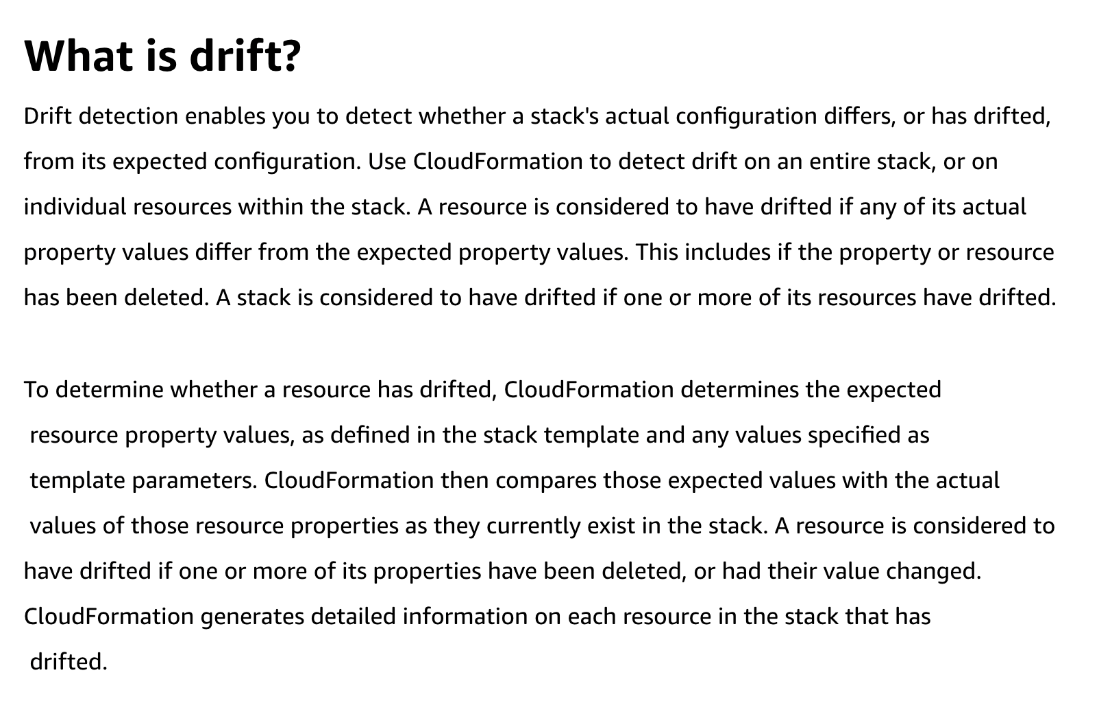 What is drift?
Drift detection enables you to detect whether a stack's actual configuration differs, or has drifted,
from its expected configuration. Use CloudFormation to detect drift on an entire stack, or on
individual resources within the stack. A resource is considered to have drifted if any of its actual
property values differ from the expected property values. This includes if the property or resource
has been deleted. A stack is considered to have drifted if one or more of its resources have drifted.
To determine whether a resource has drifted, CloudFormation determines the expected
resource property values, as defined in the stack template and any values specified as
template parameters. CloudFormation then compares those expected values with the actual
values of those resource properties as they currently exist in the stack. A resource is considered to
have drifted if one or more of its properties have been deleted, or had their value changed.
CloudFormation generates detailed information on each resource in the stack that has
drifted.